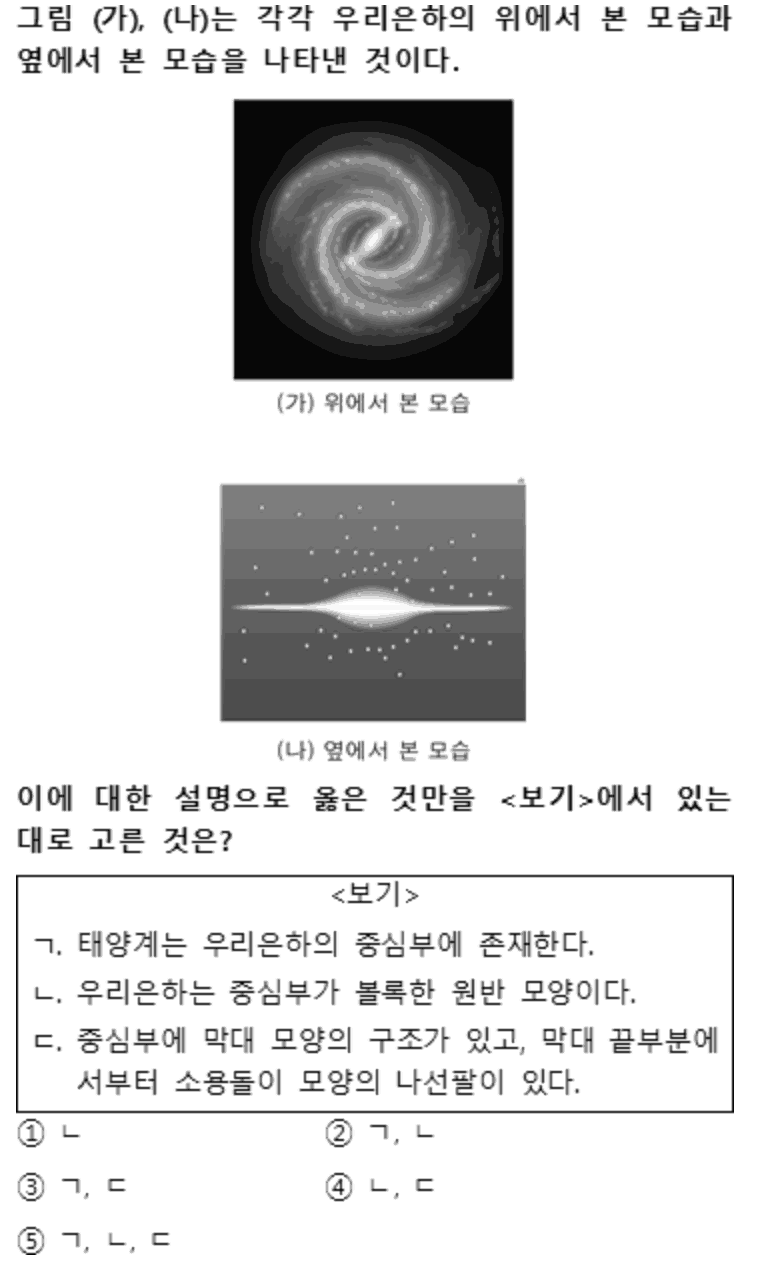 그림 (가), (나)는 각각 우리은하의 위에서 본 모습과
옆에서 본 모습을 나타낸 것이다.
(가) 위에서 본 모습
(나) 옆에서 본 모습
이에 대한 설명으로 옳은 것만을 <보기>에서 있는
대로 고른 것은?
<보기>
ㄱ. 태양계는 우리은하의 중심부에 존재한다.
ㄴ. 우리은하는 중심부가 볼록한 원반 모양이다.
ㄷ. 중심부에 막대 모양의 구조가 있고, 막대 끝부분에
서부터 소용돌이 모양의 나선팔이 있다.
① ㄴ ② ㄱ, ㄴ
③ ㄱ, ㄷ ④ ㄴ, ㄷ
⑤ ㄱ, ㄴ, ㄷ